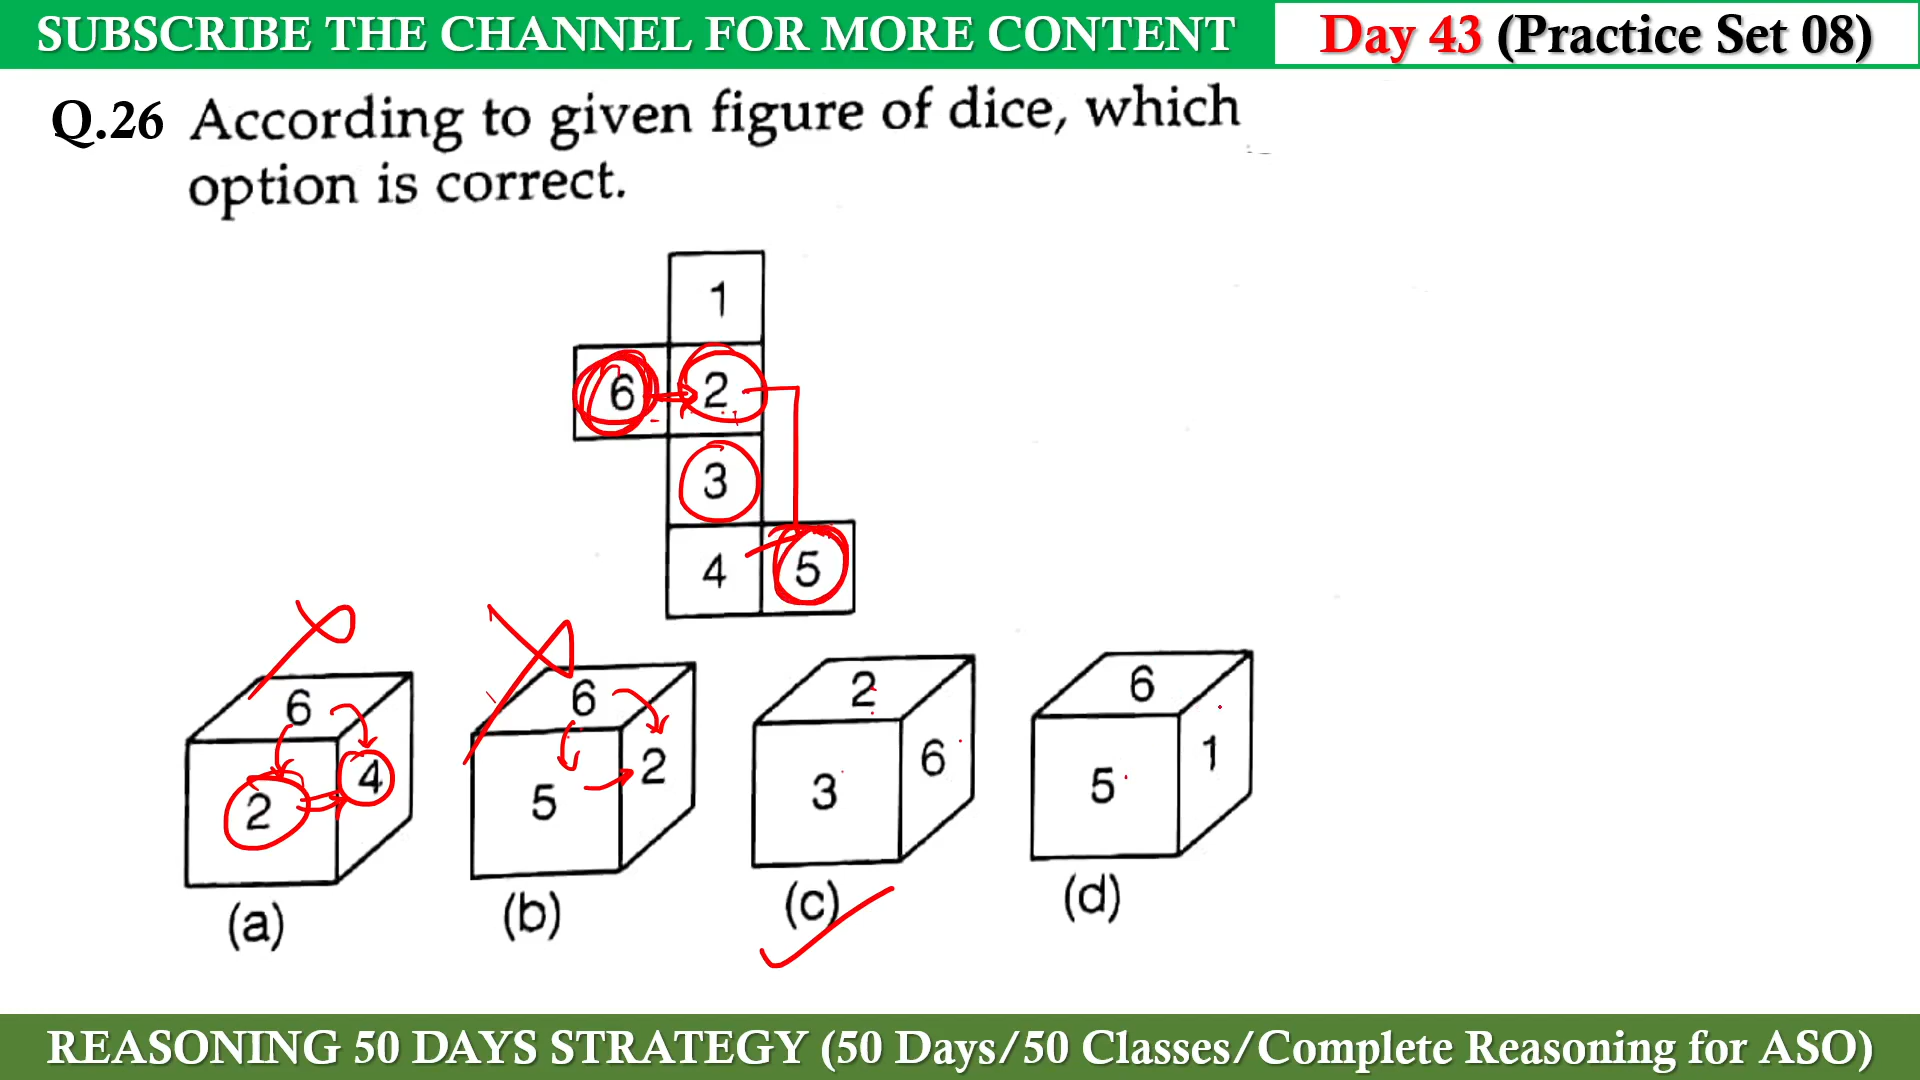 SUBSCRIBE THE CHANNEL FOR MORE CONTENT
Day 43 (Practice Set 08)
Q.26 According to given figure of dice, which
option is correct.
1
6 2
3
4 5
6
2 4
(a)
6
5 2
(b)
2
3 6
(c)
6
5 1
(d)
REASONING 50 DAYS STRATEGY (50 Days/50 Classes/Complete Reasoning for ASO)